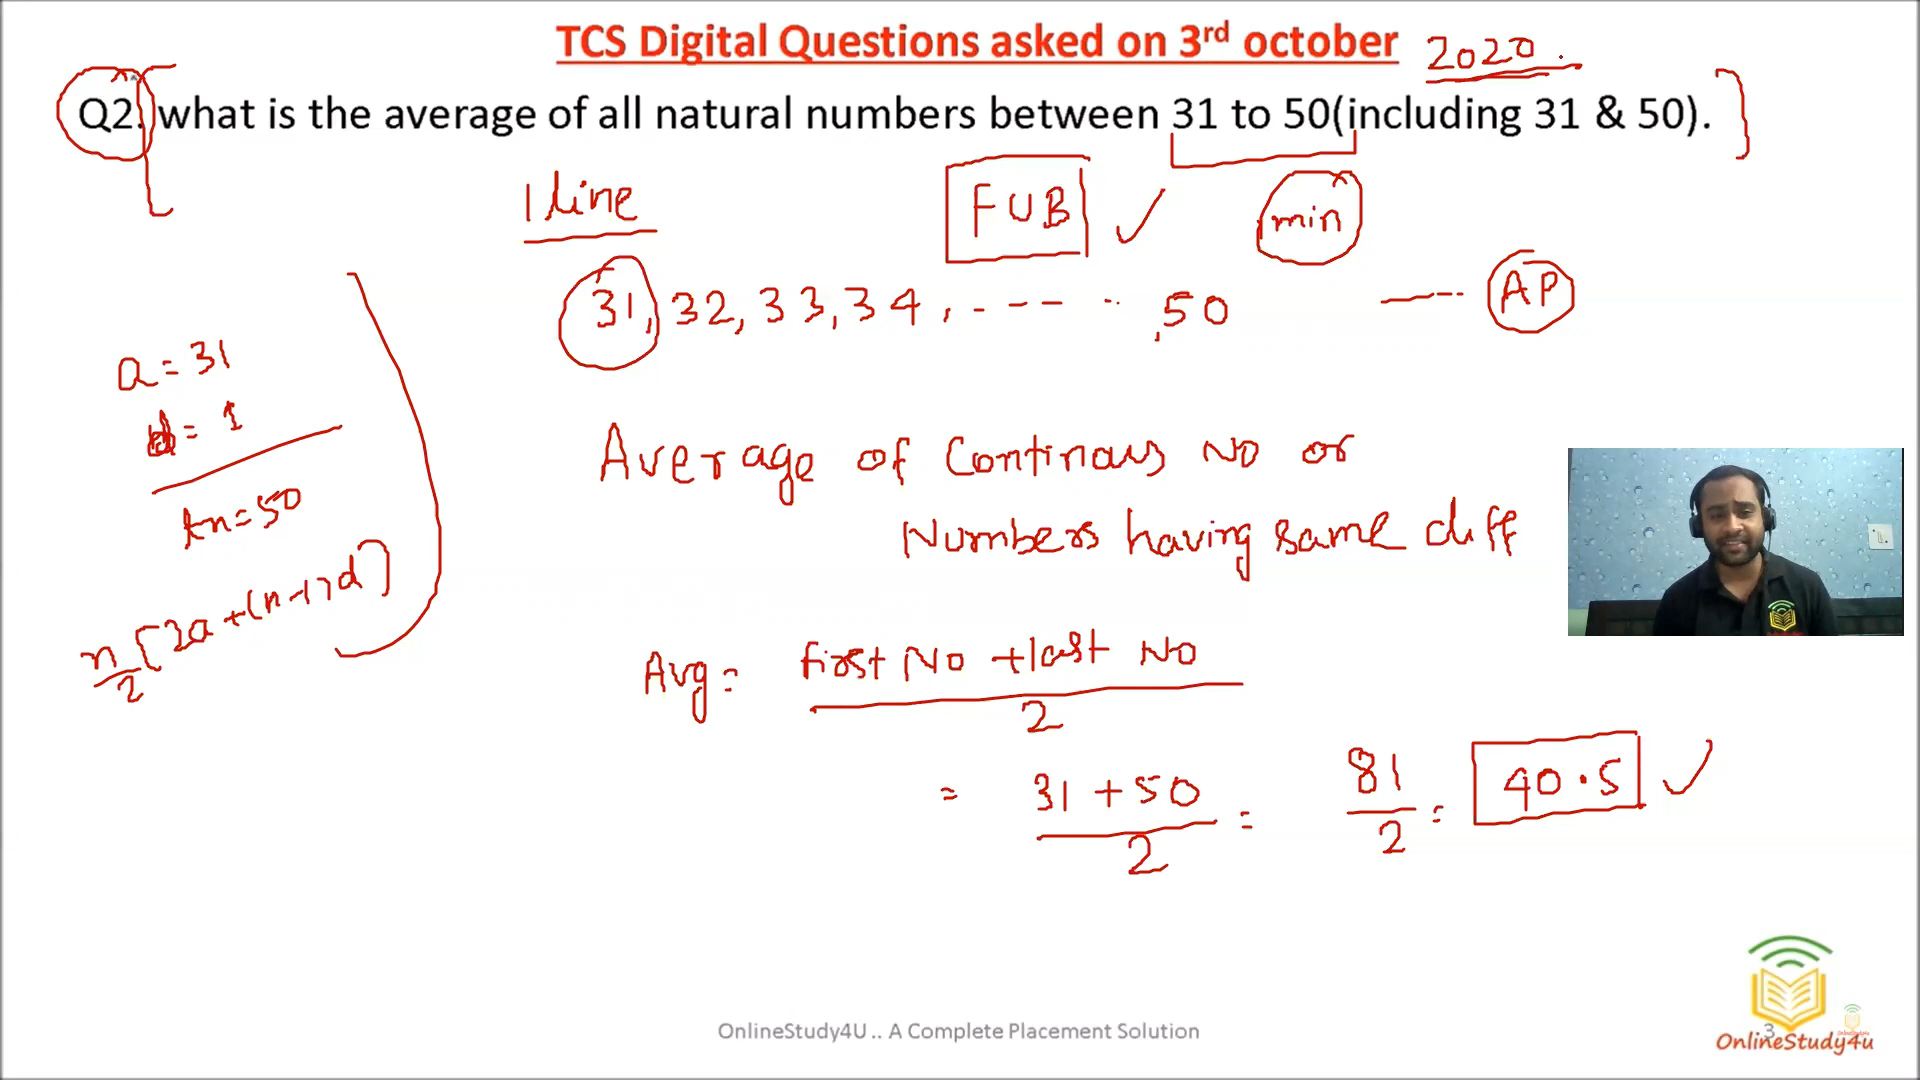 TCS Digital Questions asked on 3rd october 2020
Q2. what is the average of all natural numbers between 31 to 50(including 31 & 50).
1 line
FUB
min
31, 32, 33, 34, - - - - , 50 —— AP
a = 31
d = 1
tn = 50
n/2 [2a + (n-1)d]
Average of Continous No or
Numbers having same diff
Avg = first No + last No
2
= 31 + 50 = 81 = 40.5
2 2
OnlineStudy4U .. A Complete Placement Solution
3
OnlineStudy4u